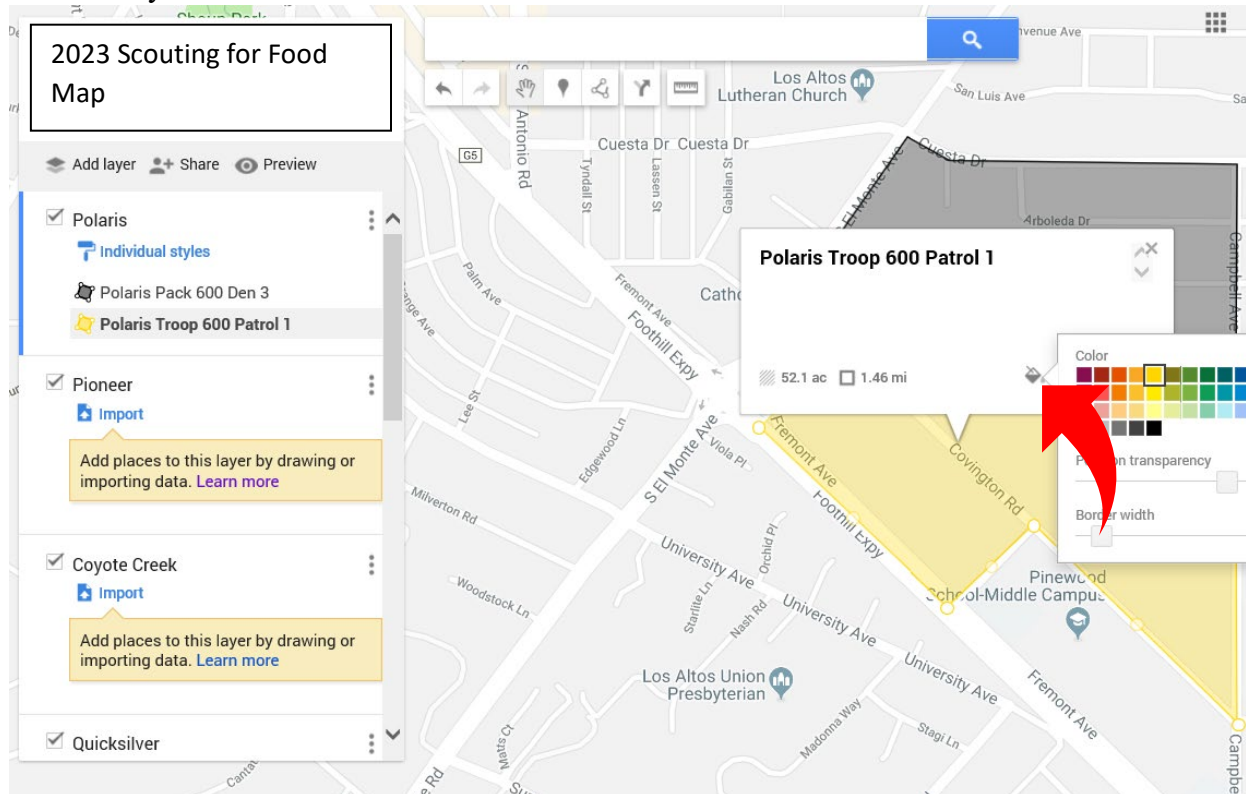 2023 Scouting for Food
Map
Add layer
Share
Preview
Polaris
Individual styles
Polaris Pack 600 Den 3
Polaris Troop 600 Patrol 1
Pioneer
Import
Add places to this layer by drawing or
importing data. Learn more
Coyote Creek
Import
Add places to this layer by drawing or
importing data. Learn more
Quicksilver
Polaris Troop 600 Patrol 1
52.1 ac
1.46 mi
Color
transparency
Border width
Los Altos
Lutheran Church
San Luis Ave
Cuesta Dr
Cuesta Dr
Cuesta Dr
G5
Antonio Rd
Tyndall St
Lassen St
Gabilan St
S El Monte Ave
Arboleda Dr
Campbell Ave
Palm Ave
Fremont Ave
Foothill Expy
Lee St
Edgewood Ln
S El Monte Ave
Viola Pl
Fremont Ave
Foothill Expy
Covington Rd
Milverton Rd
Orchid Pl
University Ave
Woodstock Ln
Starlite Ln
Nash Rd
University Ave
Pinewood
School-Middle Campus
University Ave
Fremont Ave
Los Altos Union
Presbyterian
Madonna Way
Stagi Ln
Matts Ct